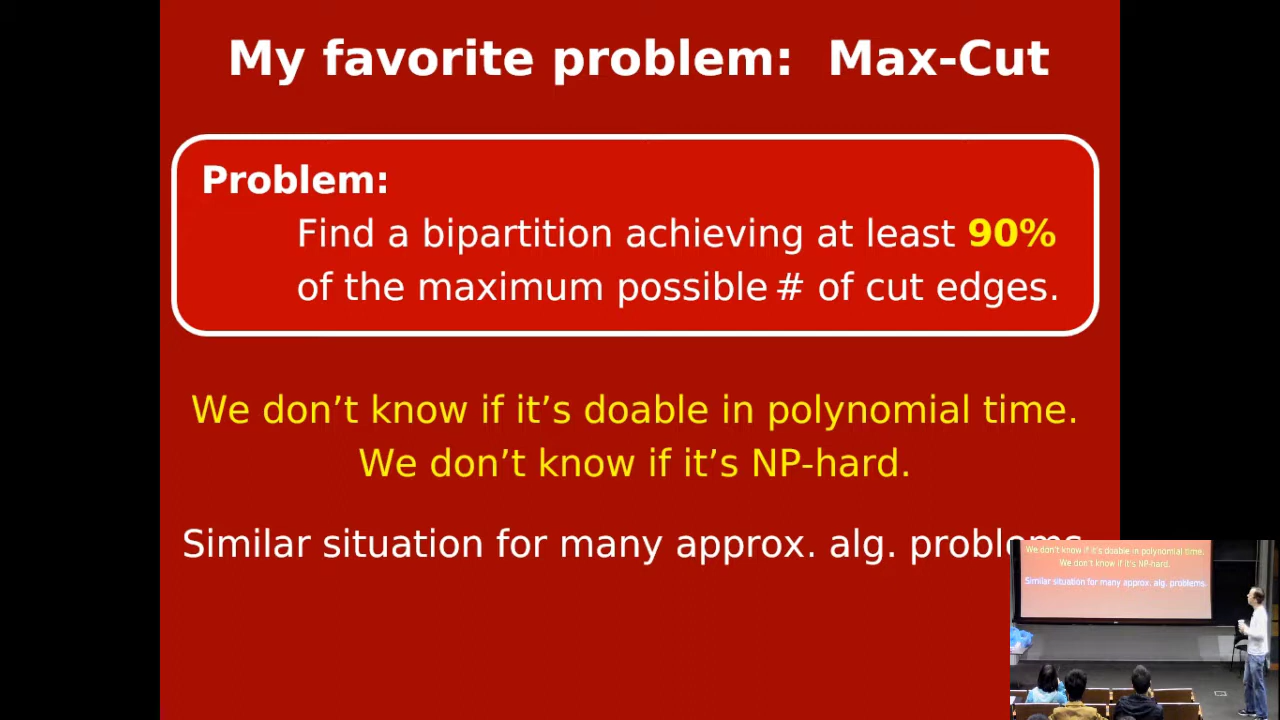 My favorite problem: Max-Cut
Problem:
Find a bipartition achieving at least 90%
of the maximum possible # of cut edges.
We don’t know if it’s doable in polynomial time.
We don’t know if it’s NP-hard.
Similar situation for many approx. alg. problems.
We don’t know if it’s doable in polynomial time.
We don’t know if it’s NP-hard.
Similar situation for many approx. alg. problems.